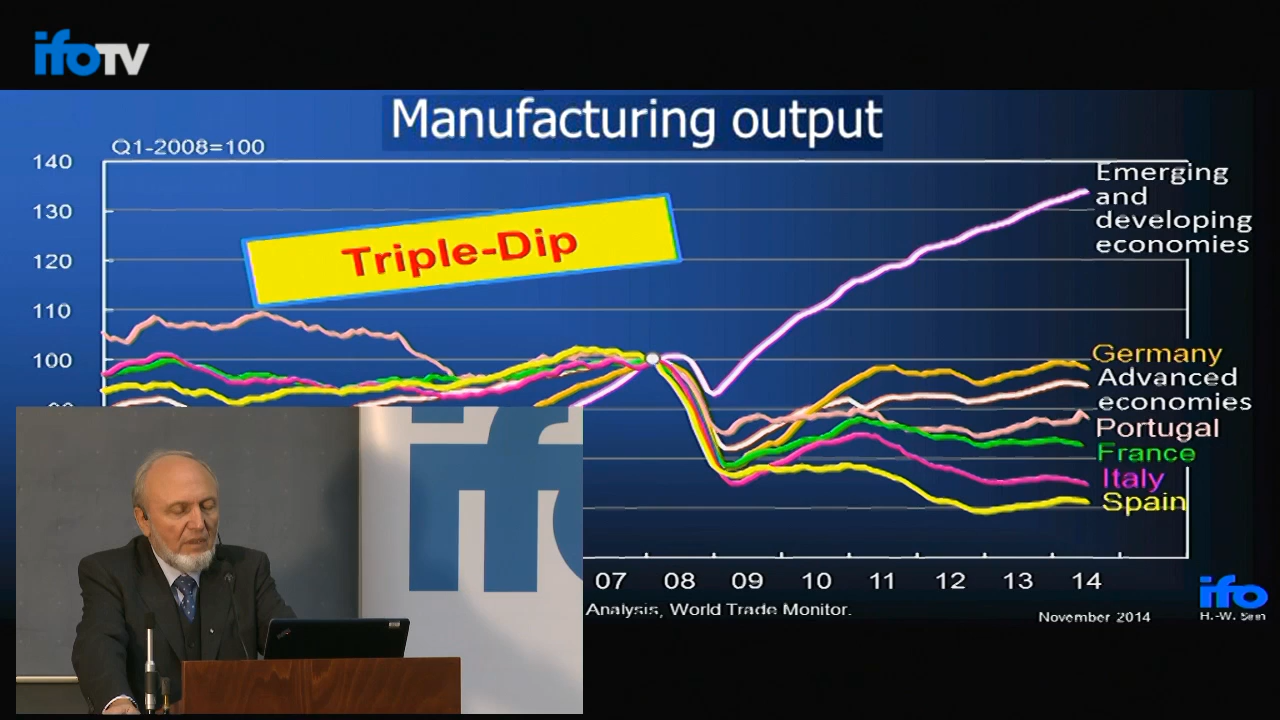 ifoTV
Manufacturing output
Q1-2008=100
140
130
120
110
100
Triple-Dip
Emerging
and
developing
economies
Germany
Advanced
economies
Portugal
France
Italy
Spain
ifo
07 08 09 10 11 12 13 14
Analysis, World Trade Monitor.
November 2014
ifo
H.-W. Sinn